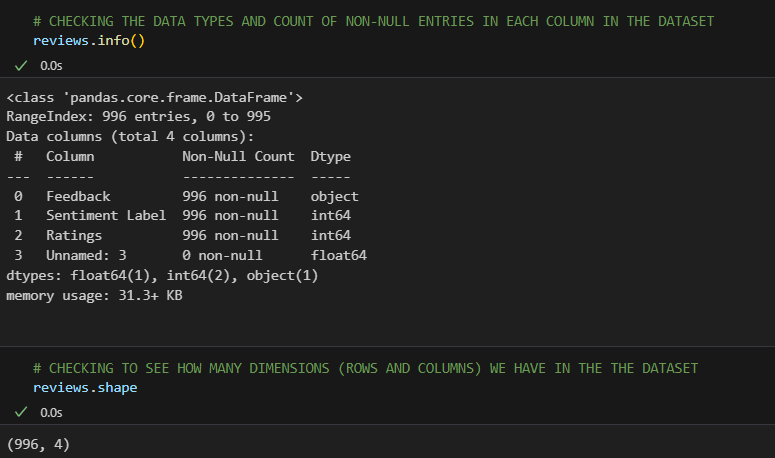 # CHECKING THE DATA TYPES AND COUNT OF NON-NULL ENTRIES IN EACH COLUMN IN THE DATASET
reviews.info()
✓ 0.0s
<class 'pandas.core.frame.DataFrame'>
RangeIndex: 996 entries, 0 to 995
Data columns (total 4 columns):
 #   Column           Non-Null Count  Dtype
---  ------           --------------  -----
 0   Feedback         996 non-null    object
 1   Sentiment Label  996 non-null    int64
 2   Ratings          996 non-null    int64
 3   Unnamed: 3       0 non-null      float64
dtypes: float64(1), int64(2), object(1)
memory usage: 31.3+ KB
# CHECKING TO SEE HOW MANY DIMENSIONS (ROWS AND COLUMNS) WE HAVE IN THE THE DATASET
reviews.shape
✓ 0.0s
(996, 4)